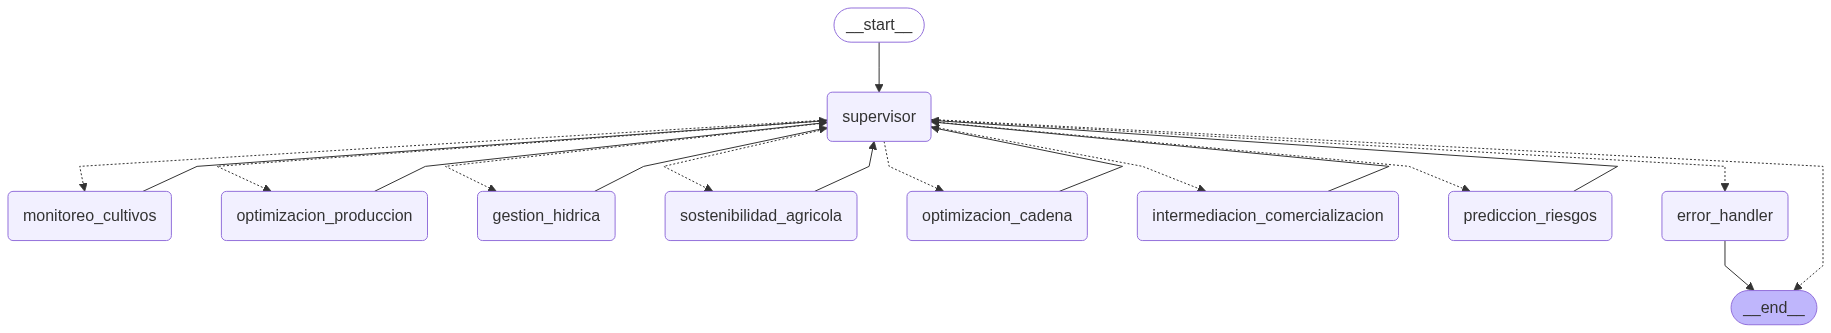 __start__
supervisor
monitoreo_cultivos
optimizacion_produccion
gestion_hidrica
sostenibilidad_agricola
optimizacion_cadena
intermediacion_comercializacion
prediccion_riesgos
error_handler
__end__